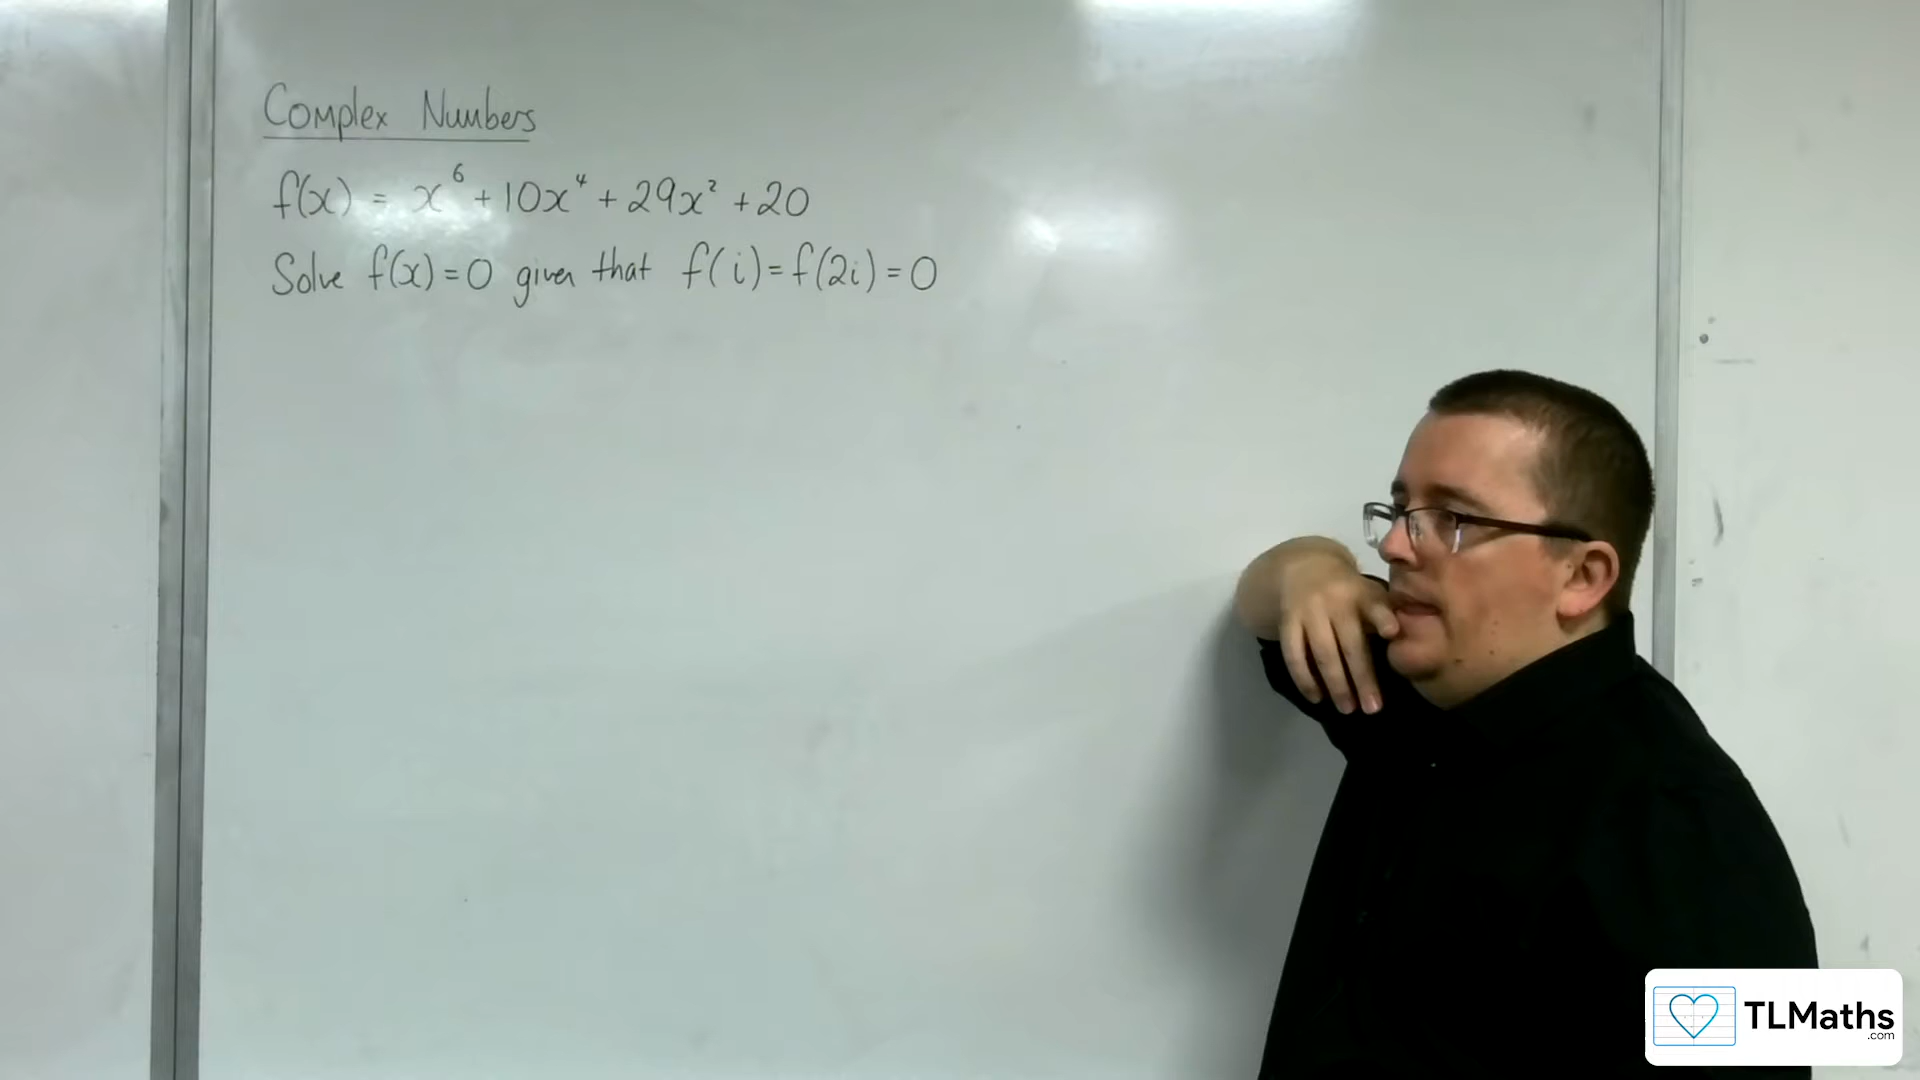 Complex Numbers
f(x) = x⁶ + 10x⁴ + 29x² + 20
Solve f(x)=0 given that f(i)=f(2i)=0
TLMaths
.com